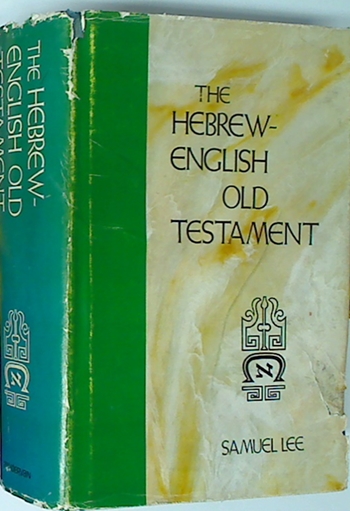 THE HEBREW-
ENGLISH OLD
TESTAMENT
THE
HEBREW-
ENGLISH
OLD
TESTAMENT
א
SAMUEL LEE